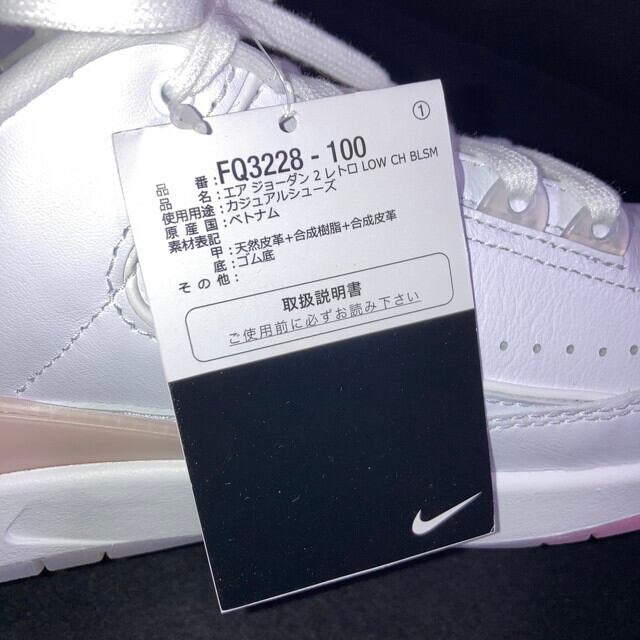 ①
品 番：FQ3228 - 100
品 名：エア ジョーダン 2 レトロ LOW CH BLSM
使用用途：カジュアルシューズ
原 産 国：ベトナム
素材表記：
甲：天然皮革+合成樹脂+合成皮革
底：ゴム底
そ の 他：
取扱説明書
ご使用前に必ずお読み下さい